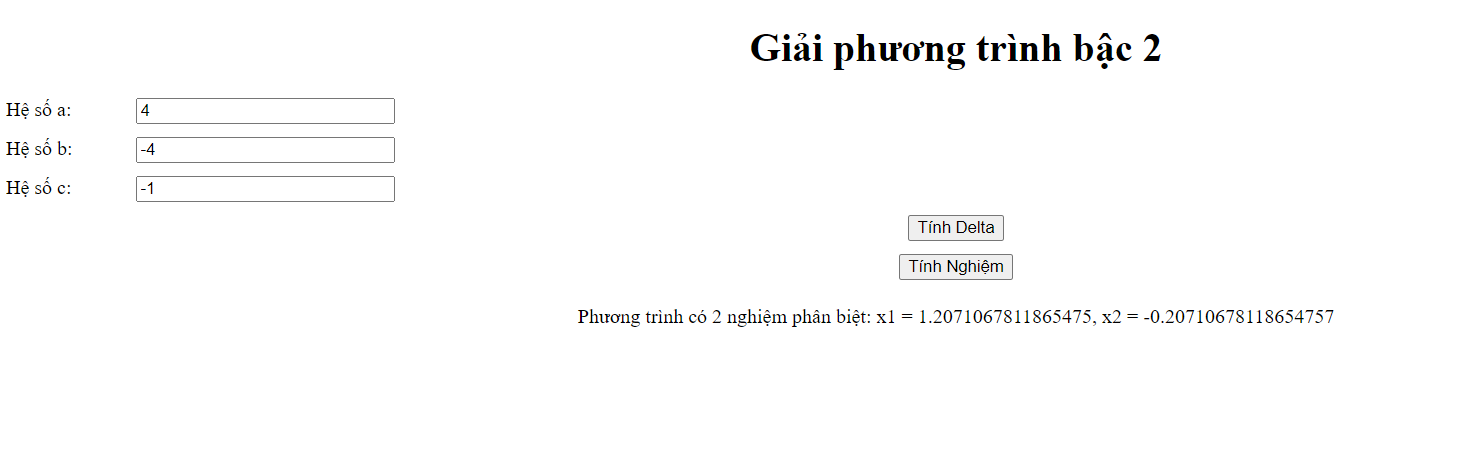 Giải phương trình bậc 2
Hệ số a: 4
Hệ số b: -4
Hệ số c: -1
Tính Delta
Tính Nghiệm
Phương trình có 2 nghiệm phân biệt: x1 = 1.2071067811865475, x2 = -0.20710678118654757